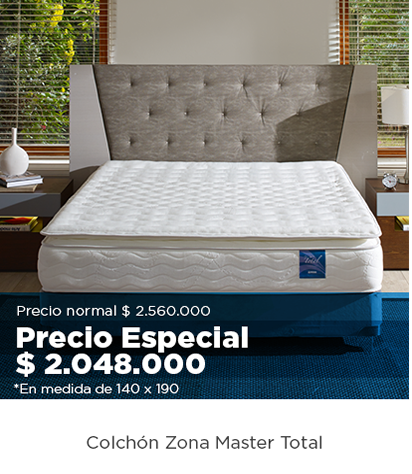 Precio normal $ 2.560.000
Precio Especial
$ 2.048.000
*En medida de 140 x 190
Colchón Zona Master Total